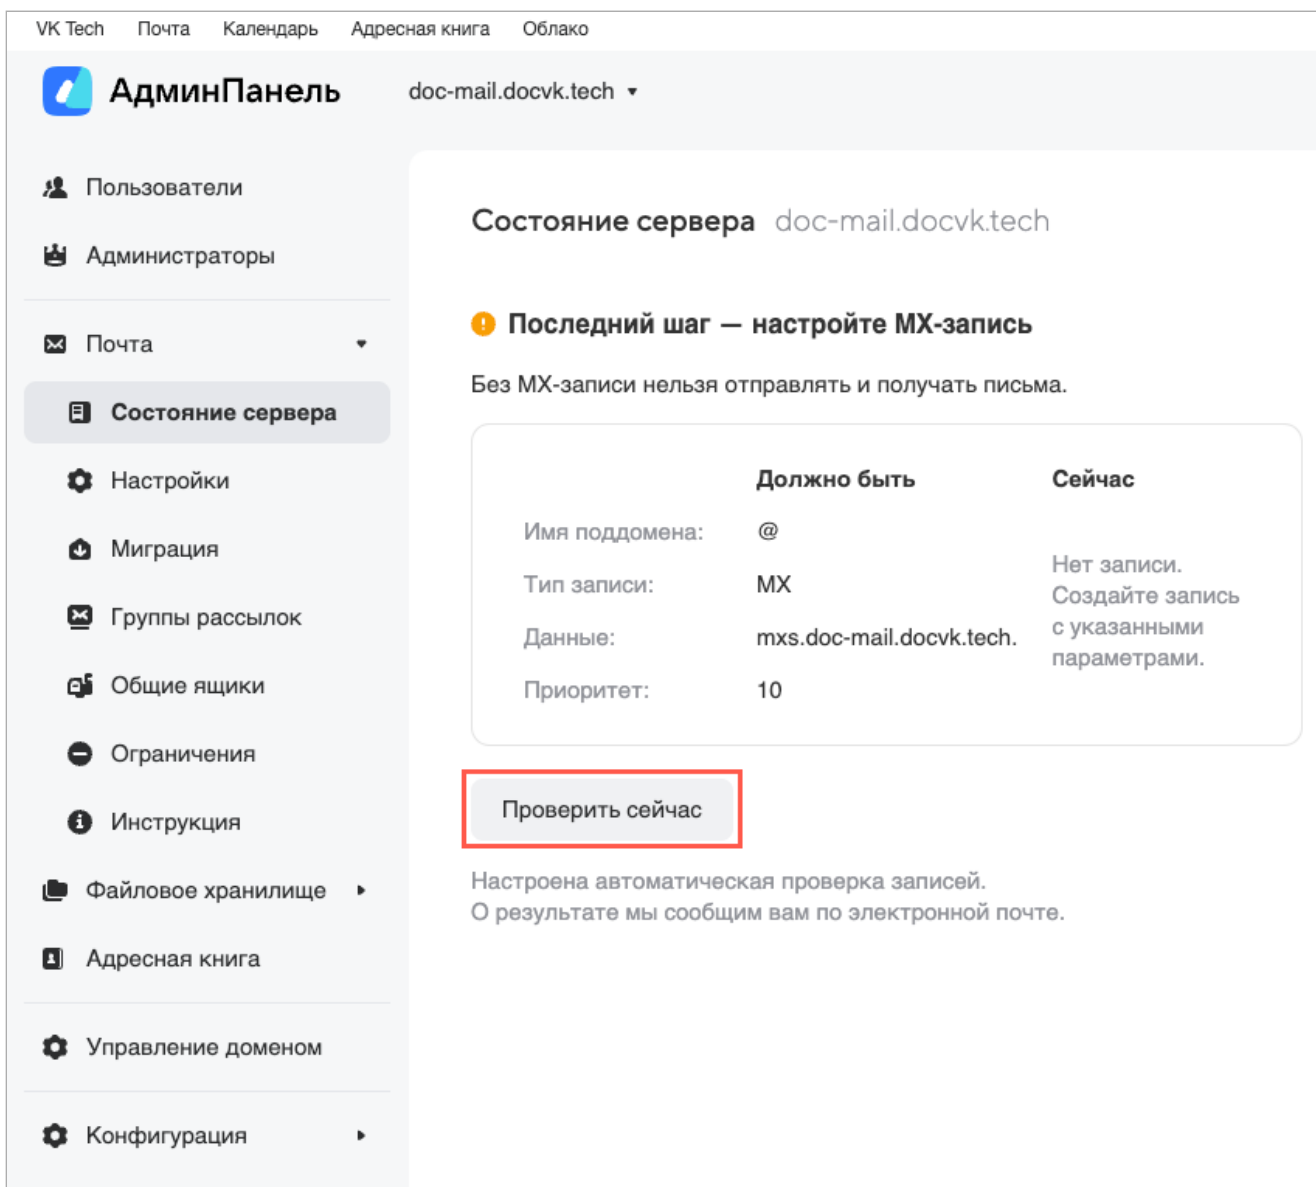 VK Tech Почта Календарь Адресная книга Облако
АдминПанель doc-mail.docvk.tech
Пользователи
Администраторы
Почта
Состояние сервера
Настройки
Миграция
Группы рассылок
Общие ящики
Ограничения
Инструкция
Файловое хранилище
Адресная книга
Управление доменом
Конфигурация
Состояние сервера doc-mail.docvk.tech
Последний шаг — настройте MX-запись
Без MX-записи нельзя отправлять и получать письма.
Должно быть Сейчас
Имя поддомена: @
Тип записи: MX
Данные: mxs.doc-mail.docvk.tech.
Приоритет: 10
Нет записи.
Создайте запись
с указанными
параметрами.
Проверить сейчас
Настроена автоматическая проверка записей.
О результате мы сообщим вам по электронной почте.